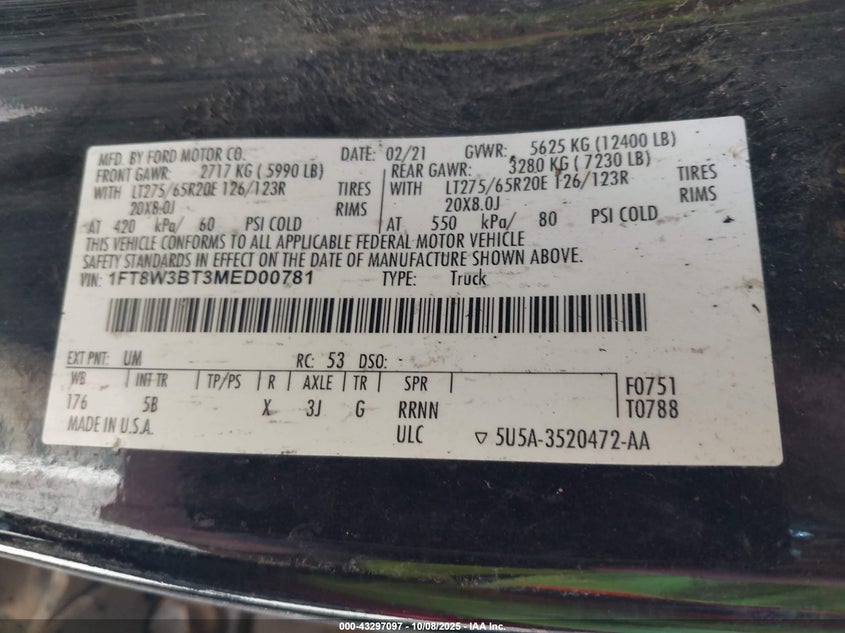 MFD. BY FORD MOTOR CO. DATE: 02/21 GVWR: 5625 KG (12400 LB)
FRONT GAWR: 2717 KG ( 5990 LB) REAR GAWR: 3280 KG ( 7230 LB)
WITH LT275/65R20E 126/123R TIRES WITH LT275/65R20E 126/123R TIRES
20X8.0J RIMS 20X8.0J RIMS
AT 420 kPa/ 60 PSI COLD AT 550 kPa/ 80 PSI COLD
THIS VEHICLE CONFORMS TO ALL APPLICABLE FEDERAL MOTOR VEHICLE
SAFETY STANDARDS IN EFFECT ON THE DATE OF MANUFACTURE SHOWN ABOVE.
VIN: 1FT8W3BT3MED00781 TYPE: Truck
EXT PNT: UM RC: 53 DSO: -
WB INT TR TP/PS R AXLE TR SPR F0751
176 5B X 3J G RRNN T0788
MADE IN U.S.A. ULC ▽ 5U5A-3520472-AA
000-43297097 - 10/08/2025 - IAA Inc.